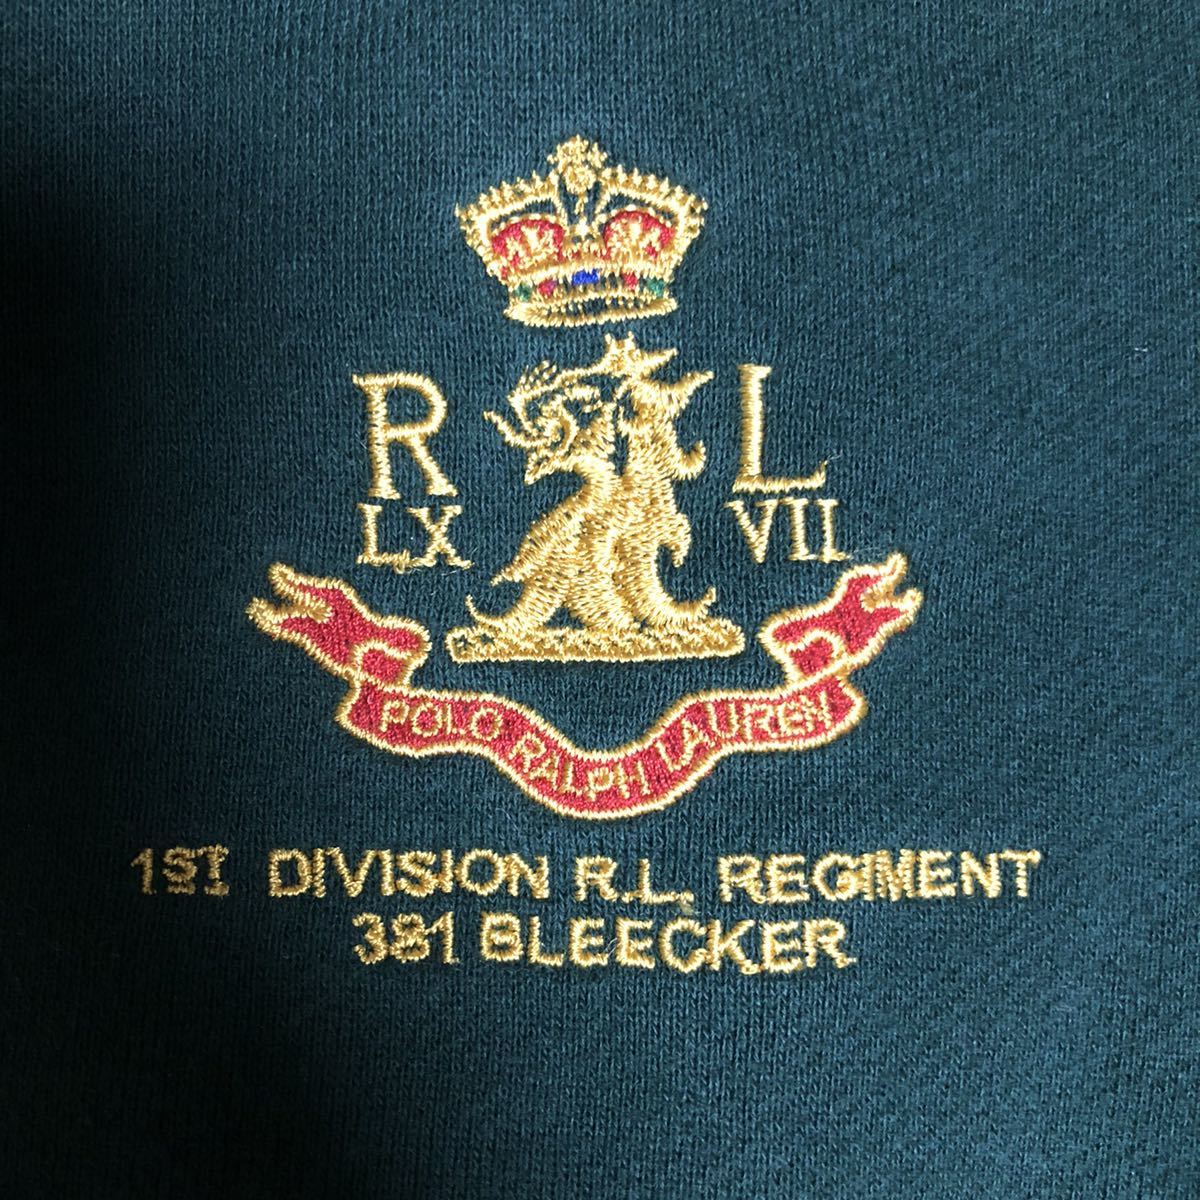 R L
LX VII
POLO RALPH LAUREN
1ST DIVISION R.L. REGIMENT
381 BLEECKER